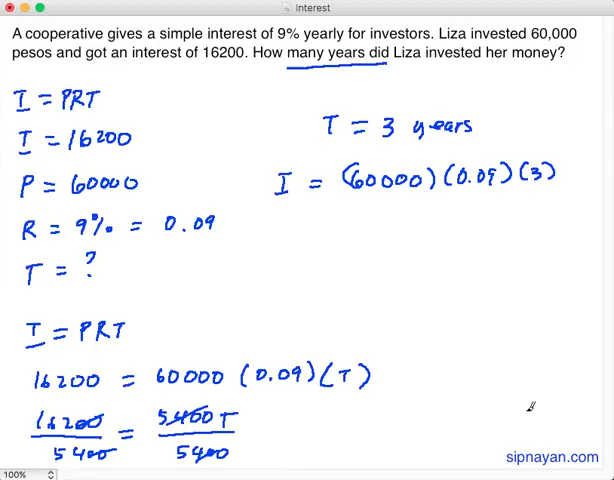 Interest
A cooperative gives a simple interest of 9% yearly for investors. Liza invested 60,000
pesos and got an interest of 16200. How many years did Liza invested her money?
I = PRT
I = 16200
P = 60000
R = 9% = 0.09
T = ?
I = PRT
16200 = 60000 (0.09) (T)
16200 = 5400 T
5400 5400
T = 3 years
I = (60000) (0.09) (3)
sipnayan.com
100%